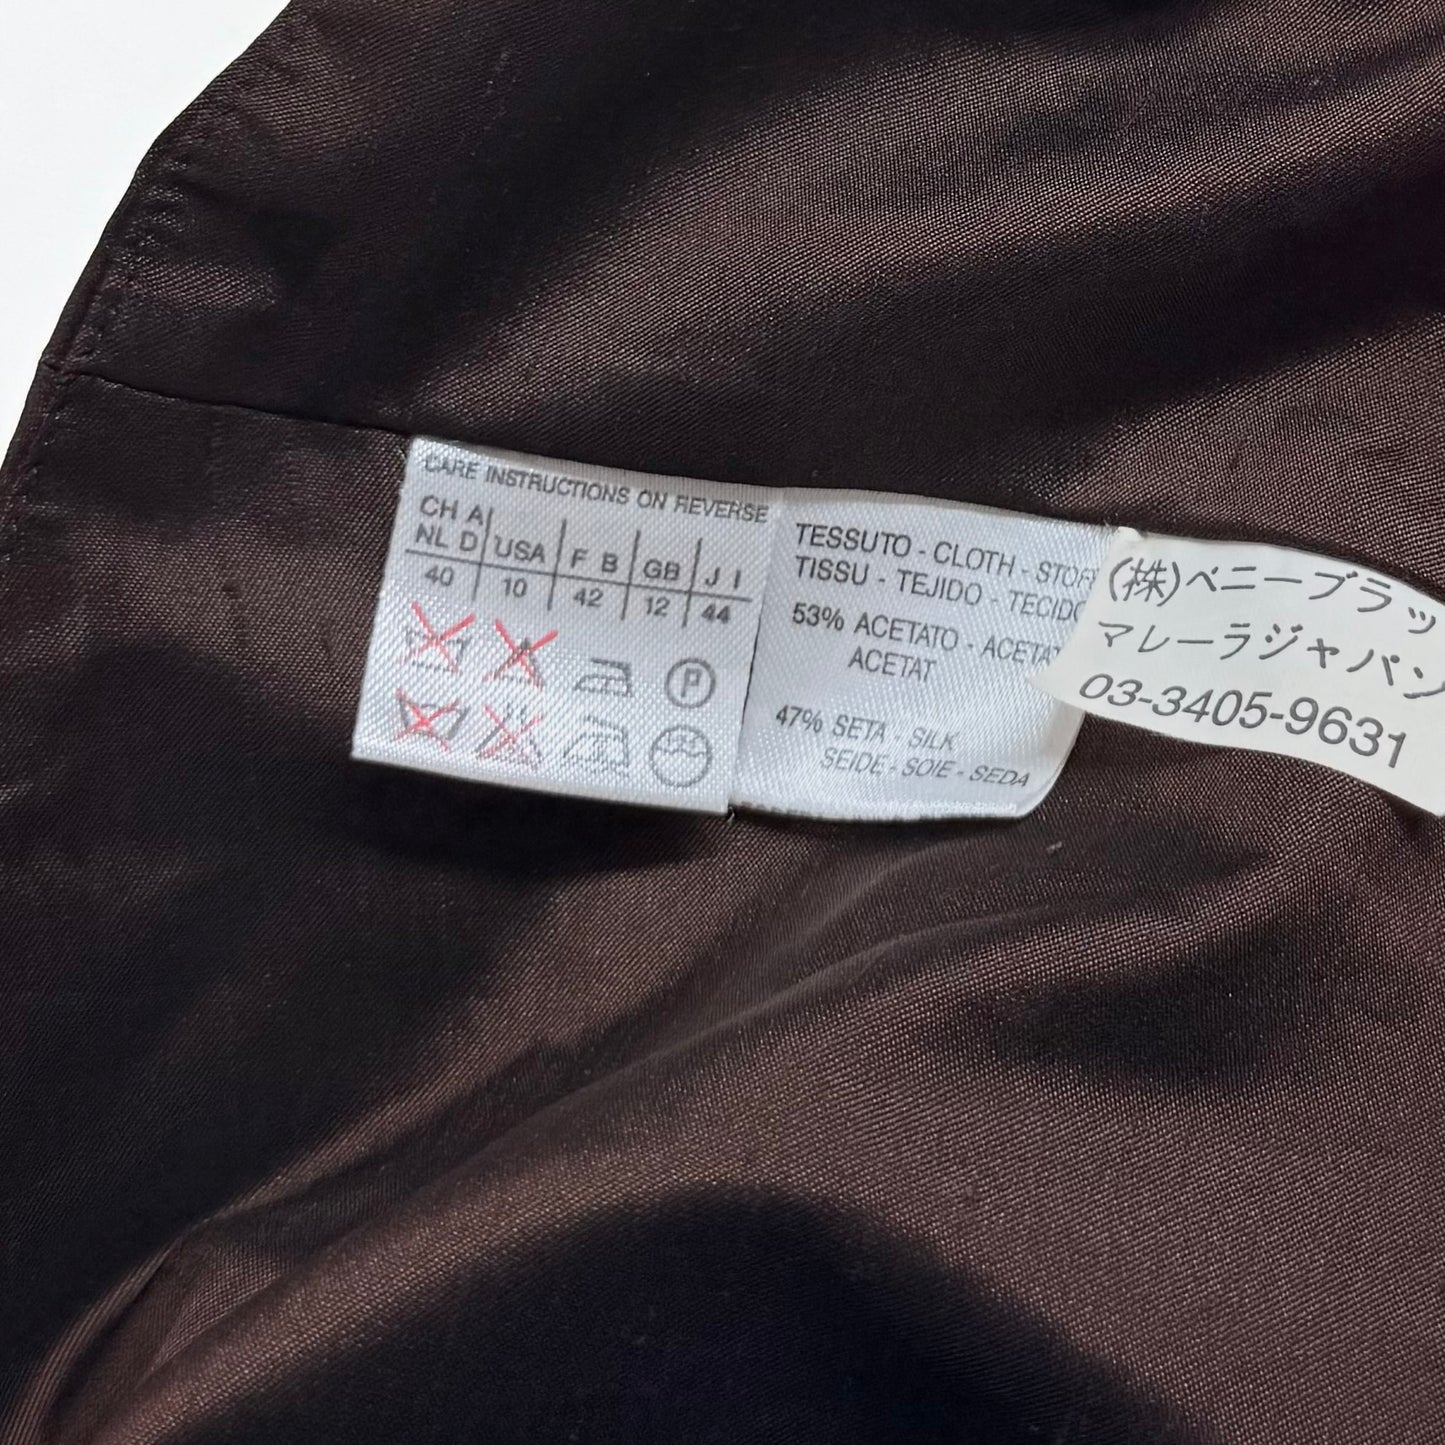 CARE INSTRUCTIONS ON REVERSE
CH A
NL D USA F B GB J I
40 10 42 12 44
P
TESSUTO - CLOTH - STOF
TISSU - TEJIDO - TECIDO
53% ACETATO - ACETAT
ACETAT
47% SETA - SILK
SEIDE - SOIE - SEDA
(株)ベニーブラッ
マレーラジャパン
03-3405-9631